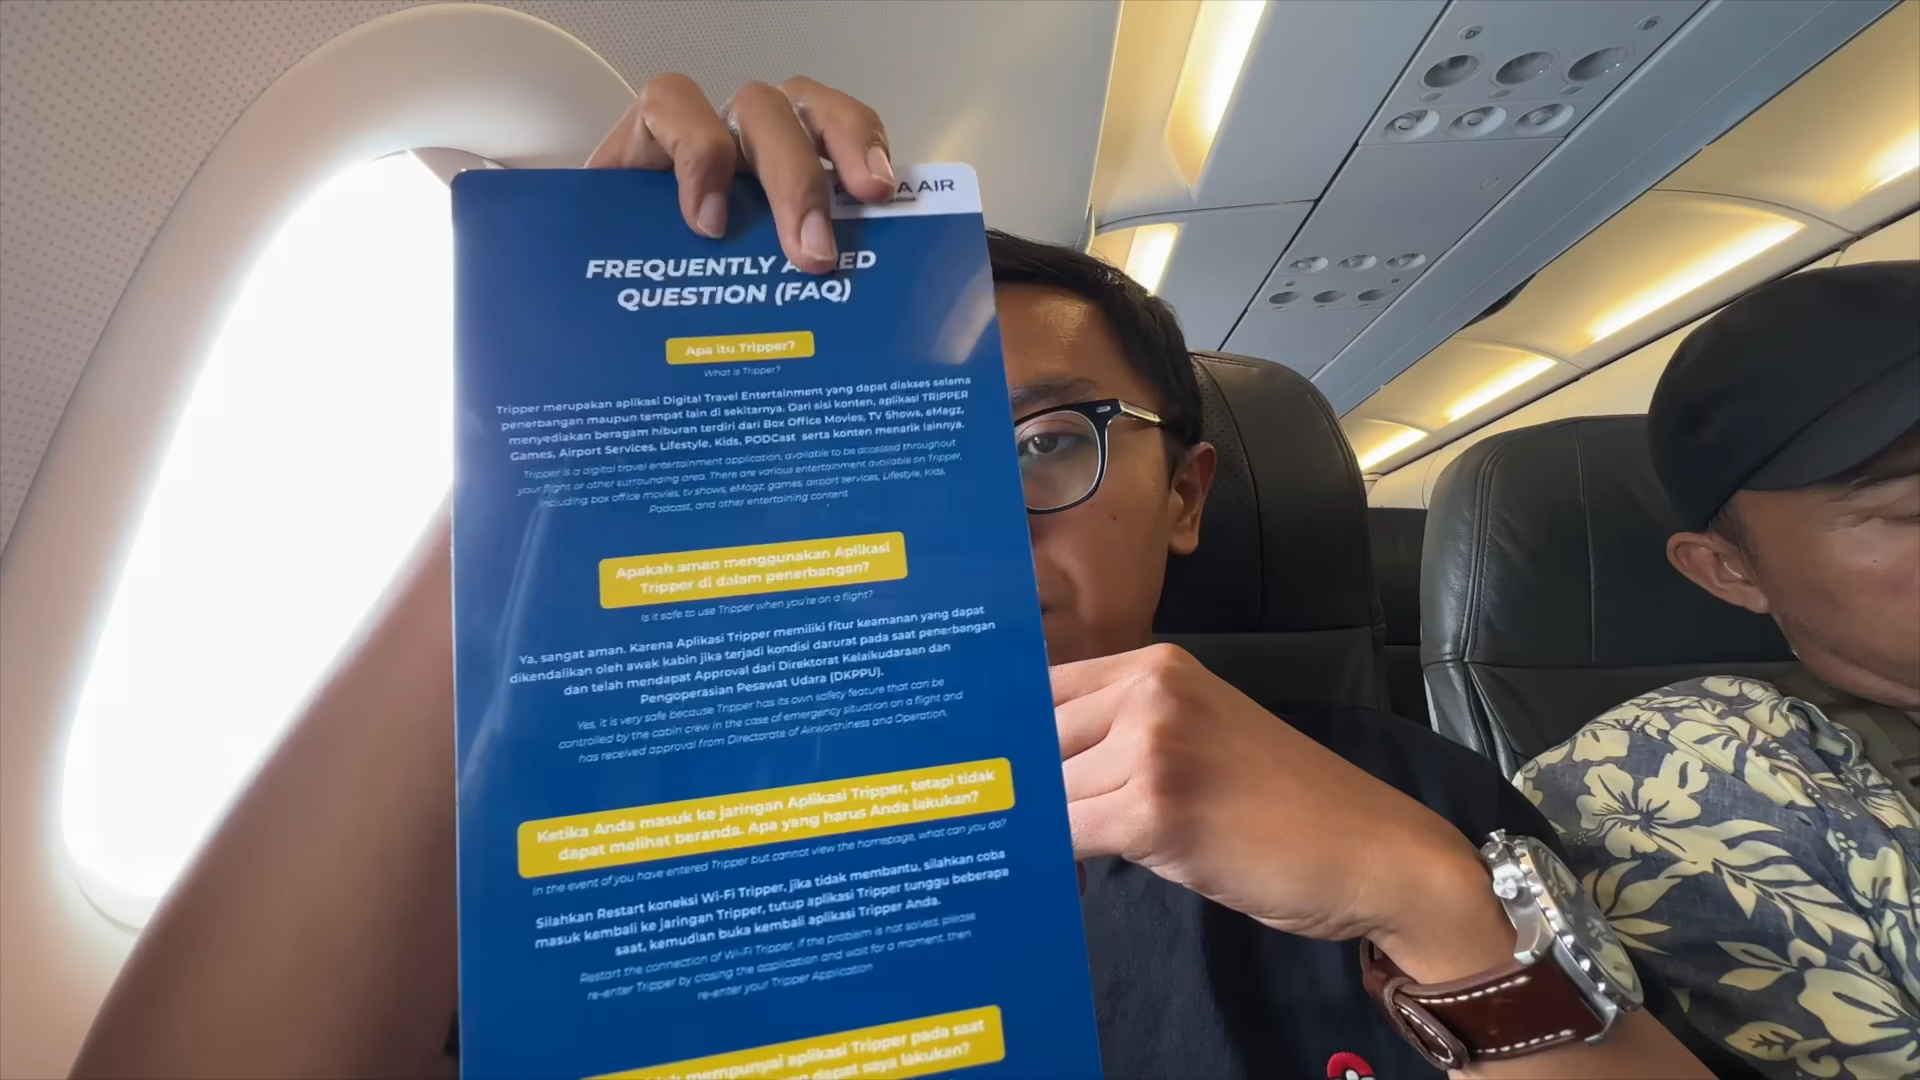 A AIR
FREQUENTLY A ED
QUESTION (FAQ)
Apa itu Tripper?
What is Tripper?
Tripper merupakan aplikasi Digital Travel Entertainment yang dapat diakses selama
penerbangan maupun tempat lain di sekitarnya. Dari sisi konten, aplikasi TRIPPER
menyediakan beragam hiburan terdiri dari Box Office Movies, TV Shows, eMagz,
Games, Airport Services, Lifestyle, Kids, PODCast serta konten menarik lainnya.
Tripper is a digital travel entertainment application, available to be accessed throughout
your flight or other surrounding area. There are various entertainment available on Tripper,
including box office movies, tv shows, eMagz, games, airport services, Lifestyle, Kids,
Podcast, and other entertaining content
Apakah aman menggunakan Aplikasi
Tripper di dalam penerbangan?
Is it safe to use Tripper when you're on a flight?
Ya, sangat aman. Karena Aplikasi Tripper memiliki fitur keamanan yang dapat
dikendalikan oleh awak kabin jika terjadi kondisi darurat pada saat penerbangan
dan telah mendapat Approval dari Direktorat Kelaikudaraan dan
Pengoperasian Pesawat Udara (DKPPU).
Yes, it is very safe because Tripper has its own safety feature that can be
controlled by the cabin crew in the case of emergency situation on a flight and
has received approval from Directorate of Airworthiness and Operation.
Ketika Anda masuk ke jaringan Aplikasi Tripper, tetapi tidak
dapat melihat beranda. Apa yang harus Anda lakukan?
In the event of you have entered Tripper but cannot view the homepage, what can you do?
Silahkan Restart koneksi Wi-Fi Tripper, jika tidak membantu, silahkan coba
masuk kembali ke jaringan Tripper, tutup aplikasi Tripper tunggu beberapa
saat, kemudian buka kembali aplikasi Tripper Anda.
Restart the connection of Wi-Fi Tripper, if the problem is not solved, please
re-enter Tripper by closing the application and wait for a moment, then
re-enter your Tripper Application
mempunyai aplikasi Tripper pada saat
dapat saya lakukan?